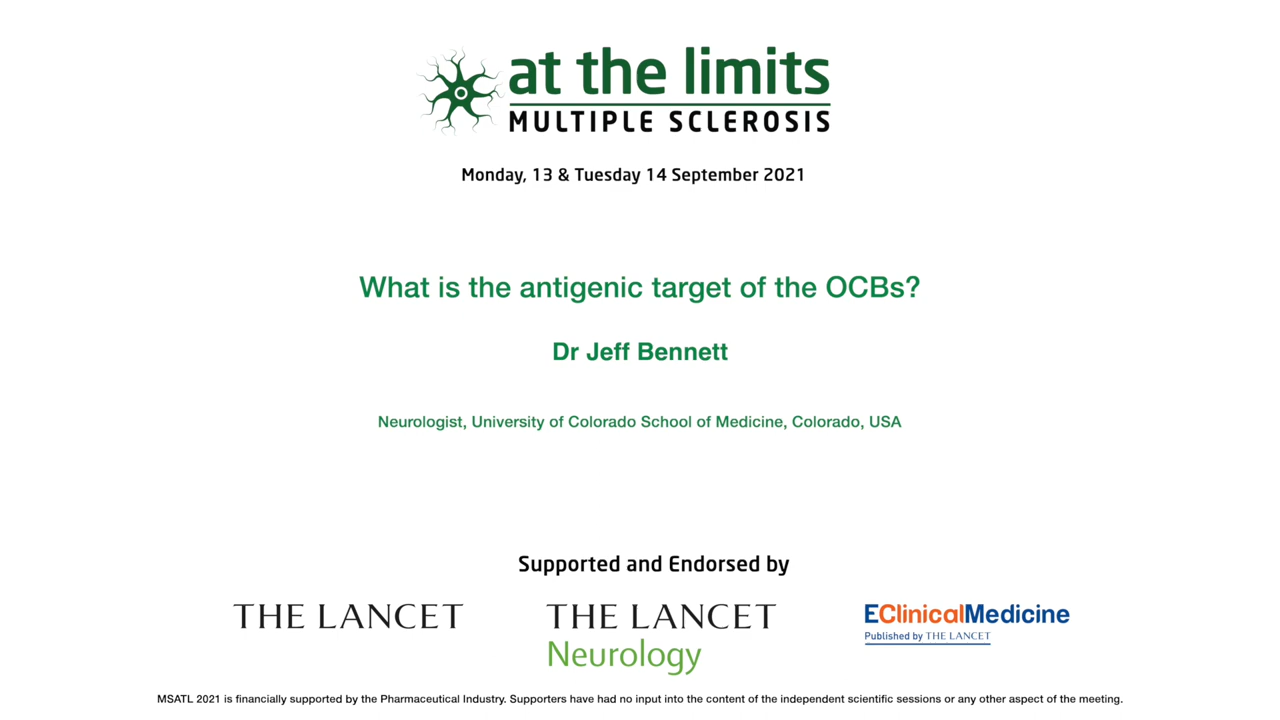 at the limits
MULTIPLE SCLEROSIS
Monday, 13 & Tuesday 14 September 2021
What is the antigenic target of the OCBs?
Dr Jeff Bennett
Neurologist, University of Colorado School of Medicine, Colorado, USA
Supported and Endorsed by
THE LANCET
THE LANCET
Neurology
EClinicalMedicine
Published by THE LANCET
MSATL 2021 is financially supported by the Pharmaceutical Industry. Supporters have had no input into the content of the independent scientific sessions or any other aspect of the meeting.